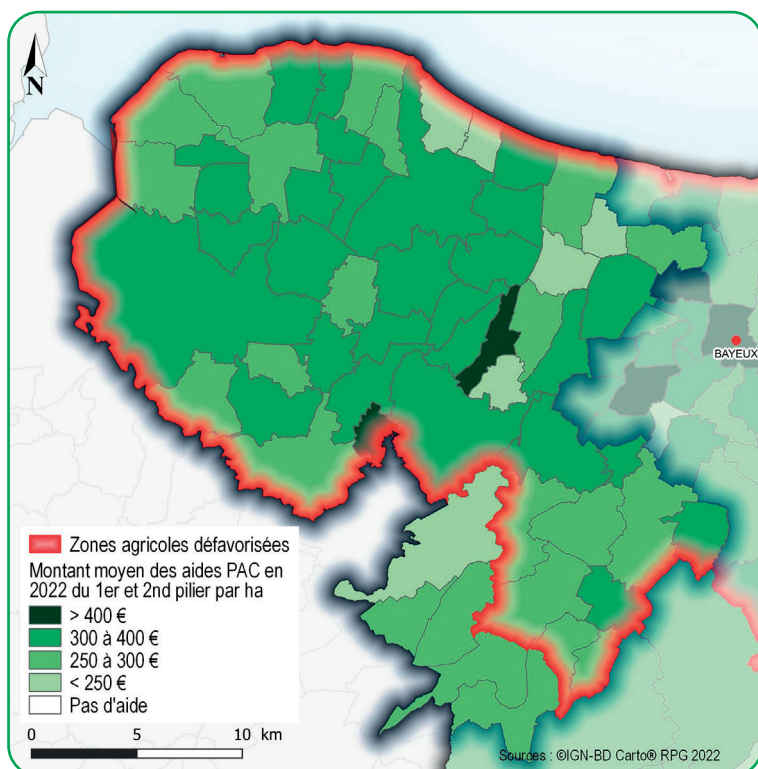 N
BAYEUX
Zones agricoles défavorisées
Montant moyen des aides PAC en
2022 du 1er et 2nd pilier par ha
> 400 €
300 à 400 €
250 à 300 €
< 250 €
Pas d'aide
0 5 10 km
Sources : ©IGN-BD Carto® RPG 2022